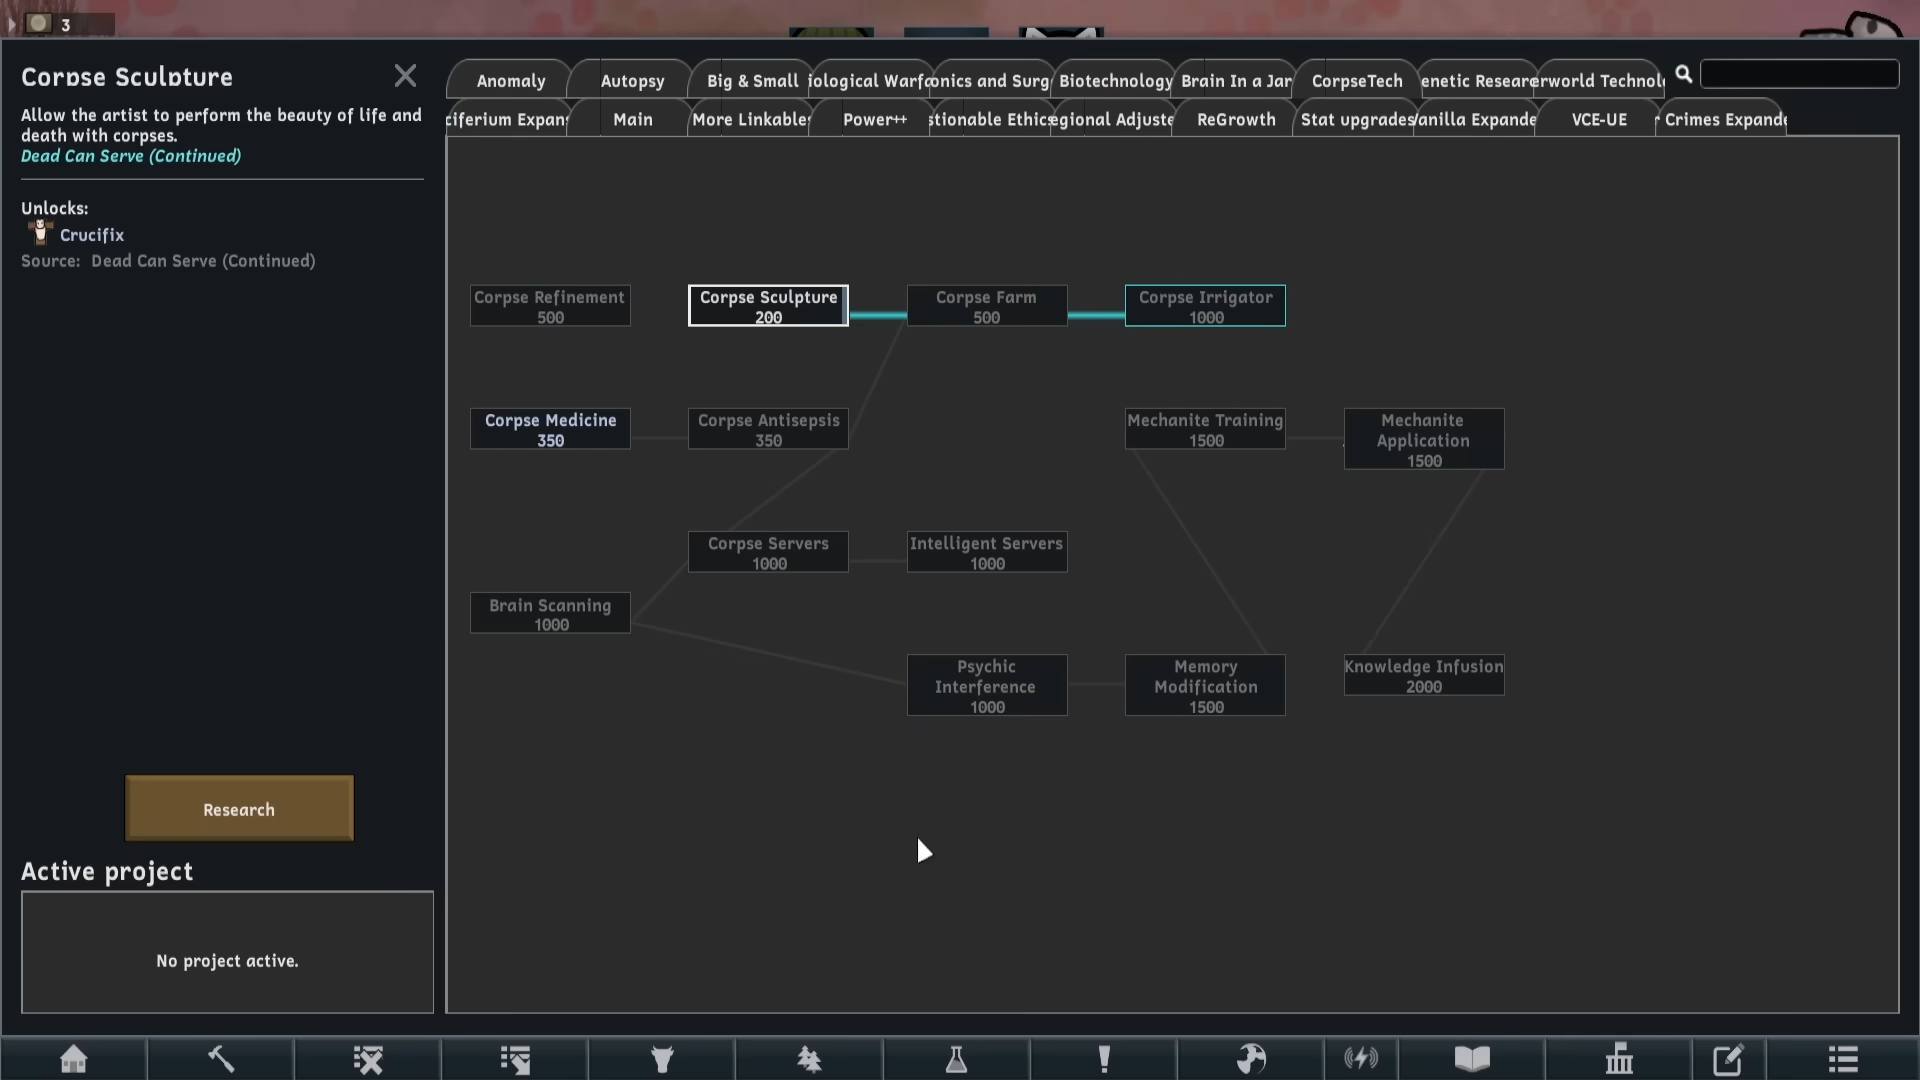 3
Corpse Sculpture
Allow the artist to perform the beauty of life and
death with corpses.
Dead Can Serve (Continued)
Unlocks:
Crucifix
Source: Dead Can Serve (Continued)
Research
Active project
No project active.
Anomaly
Autopsy
Big & Small
iological Warfa
onics and Surg
Biotechnology
Brain In a Jar
CorpseTech
enetic Resear
erworld Technol
ciferium Expan
Main
More Linkable
Power++
stionable Ethics
egional Adjuste
ReGrowth
Stat upgrades
anilla Expande
VCE-UE
r Crimes Expande
Corpse Refinement
500
Corpse Sculpture
200
Corpse Farm
500
Corpse Irrigator
1000
Corpse Medicine
350
Corpse Antisepsis
350
Mechanite Training
1500
Mechanite
Application
1500
Corpse Servers
1000
Intelligent Servers
1000
Brain Scanning
1000
Psychic
Interference
1000
Memory
Modification
1500
Knowledge Infusion
2000